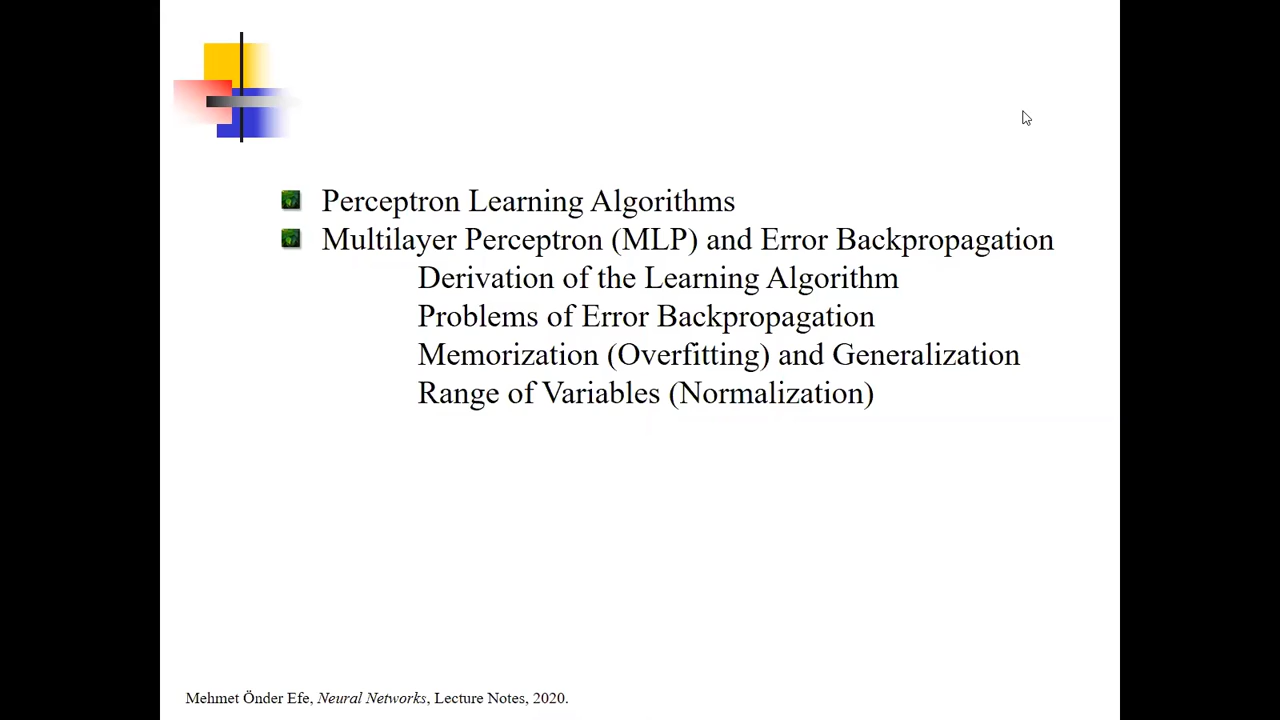 Perceptron Learning Algorithms
Multilayer Perceptron (MLP) and Error Backpropagation
Derivation of the Learning Algorithm
Problems of Error Backpropagation
Memorization (Overfitting) and Generalization
Range of Variables (Normalization)
Mehmet Önder Efe, Neural Networks, Lecture Notes, 2020.